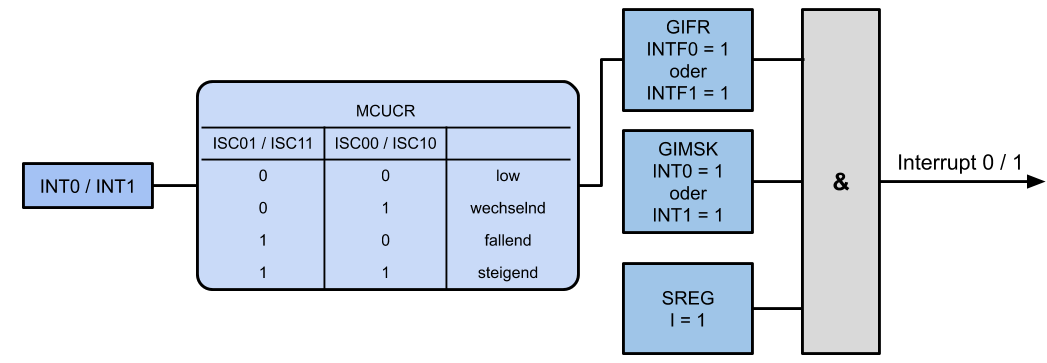 INT0 / INT1
MCUCR
ISC01 / ISC11 ISC00 / ISC10
0 0 low
0 1 wechselnd
1 0 fallend
1 1 steigend
GIFR
INTF0 = 1
oder
INTF1 = 1
GIMSK
INT0 = 1
oder
INT1 = 1
SREG
I = 1
&
Interrupt 0 / 1